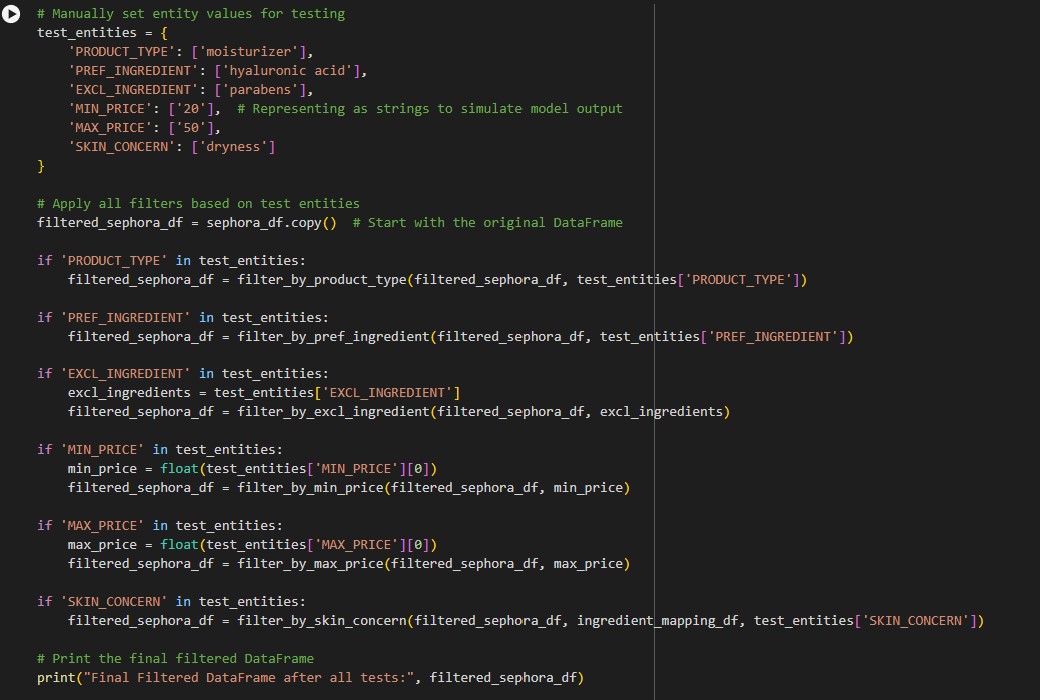 # Manually set entity values for testing
test_entities = {
    'PRODUCT_TYPE': ['moisturizer'],
    'PREF_INGREDIENT': ['hyaluronic acid'],
    'EXCL_INGREDIENT': ['parabens'],
    'MIN_PRICE': ['20'],  # Representing as strings to simulate model output
    'MAX_PRICE': ['50'],
    'SKIN_CONCERN': ['dryness']
}
# Apply all filters based on test entities
filtered_sephora_df = sephora_df.copy()  # Start with the original DataFrame
if 'PRODUCT_TYPE' in test_entities:
    filtered_sephora_df = filter_by_product_type(filtered_sephora_df, test_entities['PRODUCT_TYPE'])
if 'PREF_INGREDIENT' in test_entities:
    filtered_sephora_df = filter_by_pref_ingredient(filtered_sephora_df, test_entities['PREF_INGREDIENT'])
if 'EXCL_INGREDIENT' in test_entities:
    excl_ingredients = test_entities['EXCL_INGREDIENT']
    filtered_sephora_df = filter_by_excl_ingredient(filtered_sephora_df, excl_ingredients)
if 'MIN_PRICE' in test_entities:
    min_price = float(test_entities['MIN_PRICE'][0])
    filtered_sephora_df = filter_by_min_price(filtered_sephora_df, min_price)
if 'MAX_PRICE' in test_entities:
    max_price = float(test_entities['MAX_PRICE'][0])
    filtered_sephora_df = filter_by_max_price(filtered_sephora_df, max_price)
if 'SKIN_CONCERN' in test_entities:
    filtered_sephora_df = filter_by_skin_concern(filtered_sephora_df, ingredient_mapping_df, test_entities['SKIN_CONCERN'])
# Print the final filtered DataFrame
print("Final Filtered DataFrame after all tests:", filtered_sephora_df)